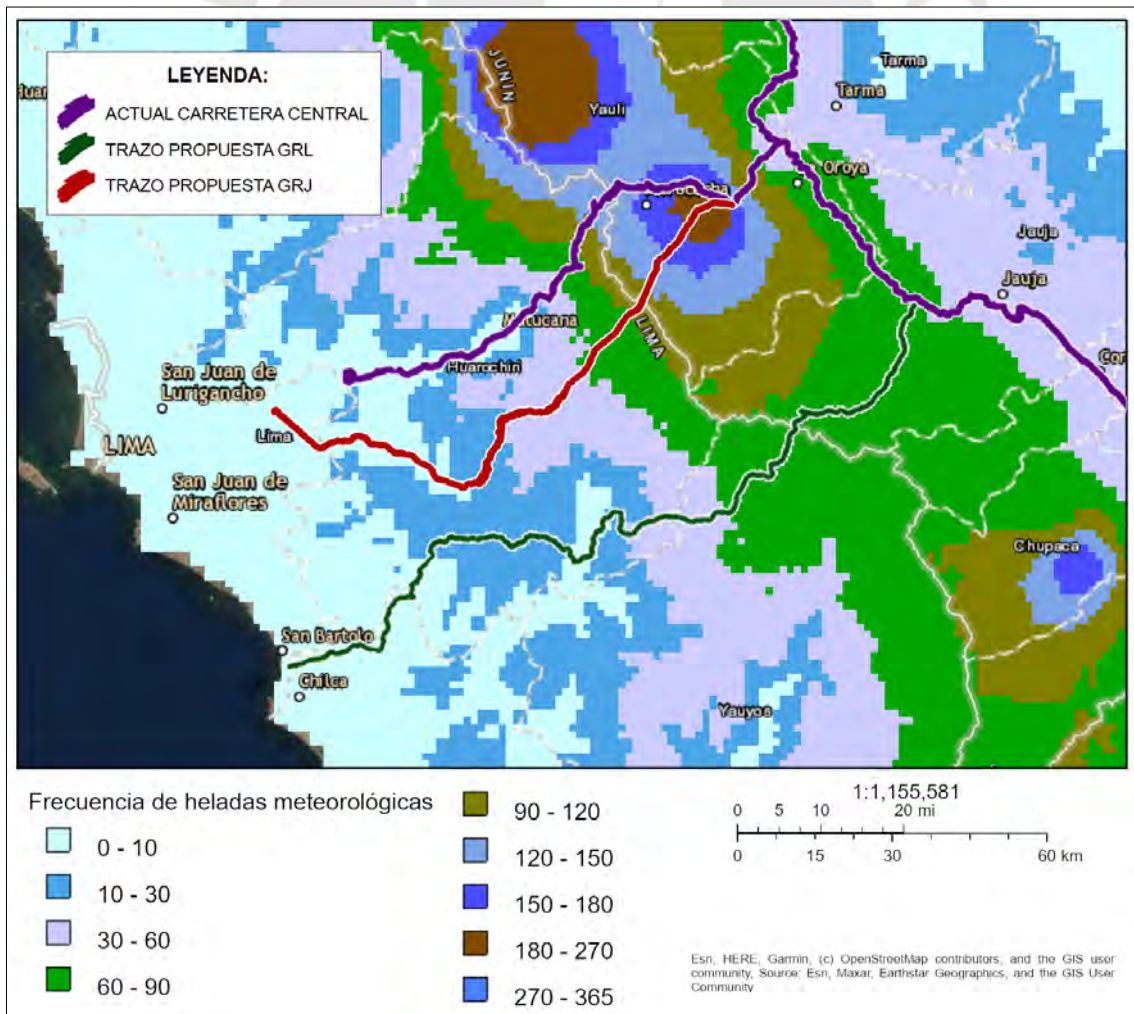 LEYENDA:
ACTUAL CARRETERA CENTRAL
TRAZO PROPUESTA GRL
TRAZO PROPUESTA GRJ
JUNIN
Yauli
Tarma
Tarma
Oroya
Jauja
Jauja
LIMA
Matucana
Huarochiri
San Juan de
Lurigancho
Lima
LIMA
San Juan de
Miraflores
Chupaca
San Bartolo
Chilca
Yauyos
Frecuencia de heladas meteorológicas
0 - 10
10 - 30
30 - 60
60 - 90
90 - 120
120 - 150
150 - 180
180 - 270
270 - 365
1:1,155,581
0 5 10 20 mi
0 15 30 60 km
Esri, HERE, Garmin, (c) OpenStreetMap contributors, and the GIS user
community, Source: Esri, Maxar, Earthstar Geographics, and the GIS User
Community